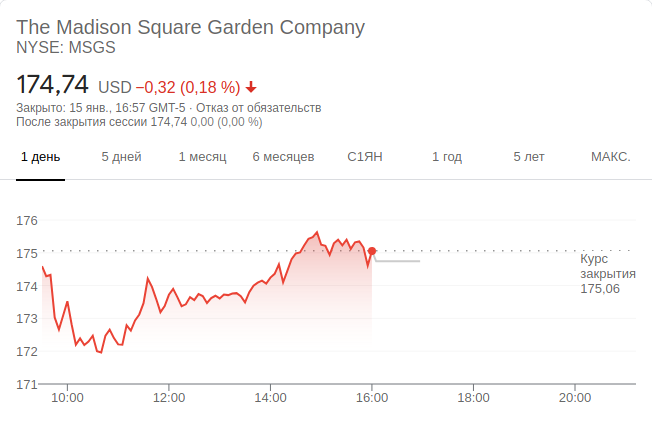 The Madison Square Garden Company
NYSE: MSGS
174,74 USD −0,32 (0,18 %)
Закрыто: 15 янв., 16:57 GMT-5 · Отказ от обязательств
После закрытия сессии 174,74 0,00 (0,00 %)
1 день 5 дней 1 месяц 6 месяцев С1ЯН 1 год 5 лет МАКС.
176
175
Курс
закрытия
175,06
174
173
172
171
10:00 12:00 14:00 16:00 18:00 20:00